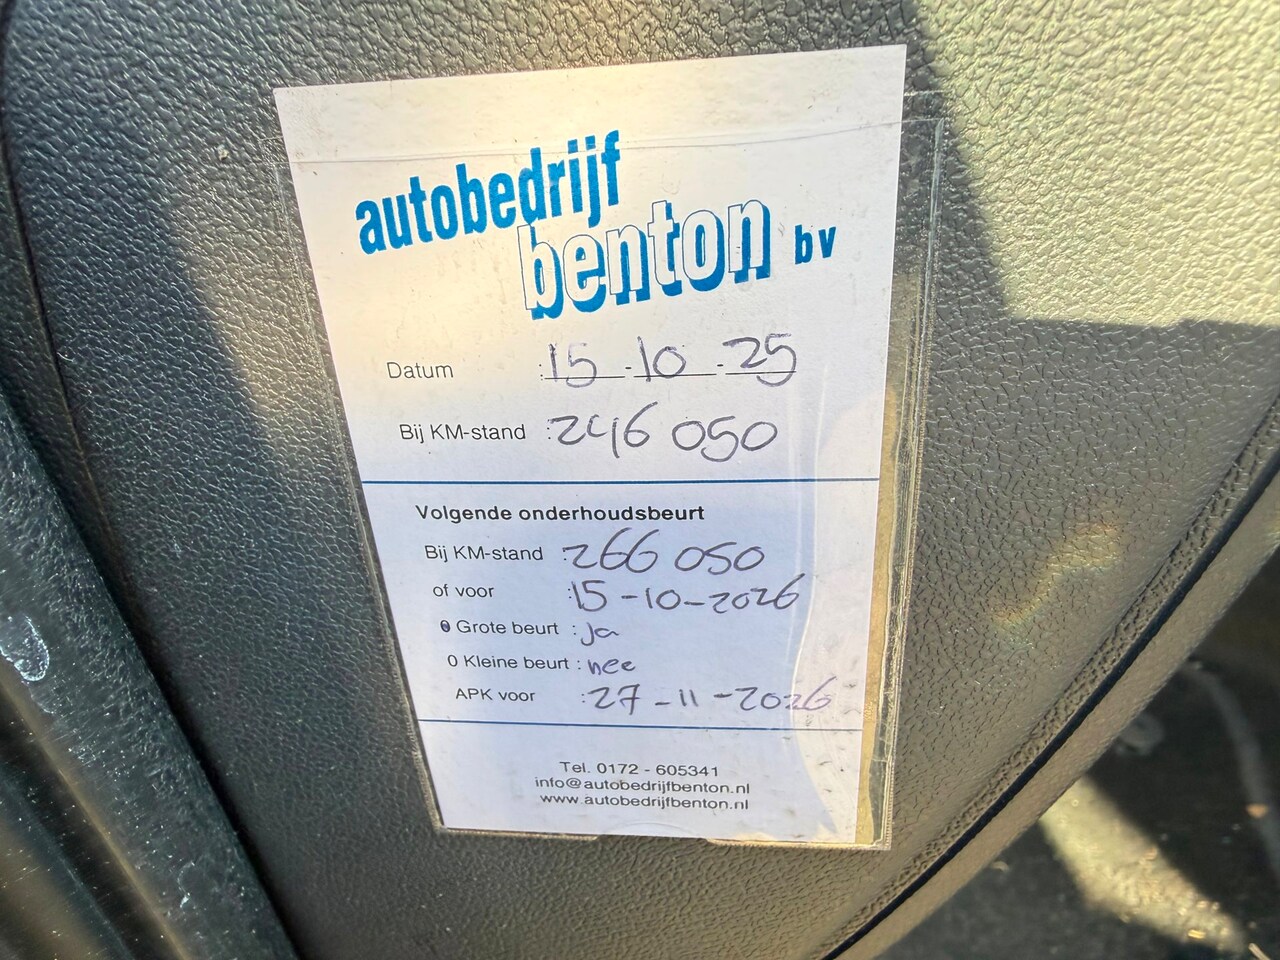 autobedrijf
benton bv
Datum : 15-10-25
Bij KM-stand : 246 050
Volgende onderhoudsbeurt
Bij KM-stand : 266 050
of voor : 15-10-2026
0 Grote beurt : ja
0 Kleine beurt : nee
APK voor : 27-11-2026
Tel. 0172 - 605341
info@autobedrijfbenton.nl
www.autobedrijfbenton.nl